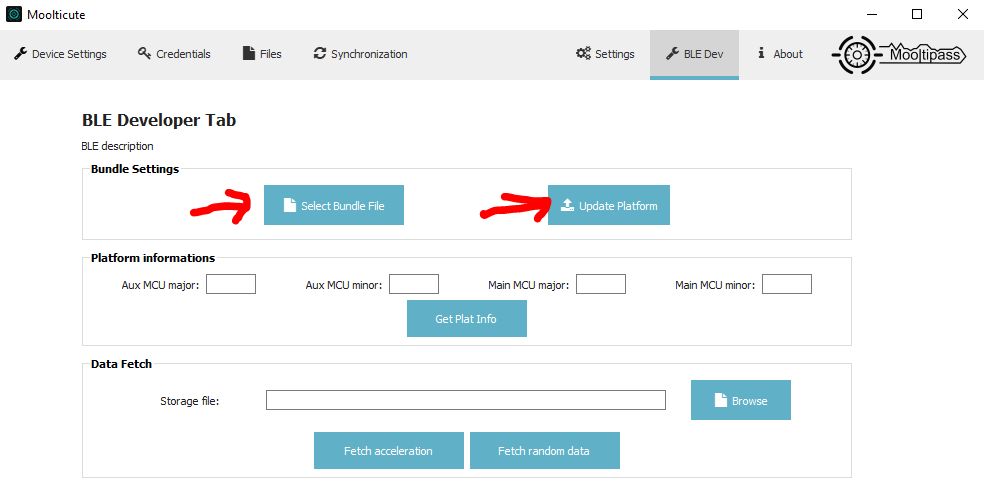 Moolticute
Device Settings Credentials Files Synchronization Settings BLE Dev About Mooltipass
BLE Developer Tab
BLE description
Bundle Settings
Select Bundle File Update Platform
Platform informations
Aux MCU major: Aux MCU minor: Main MCU major: Main MCU minor:
Get Plat Info
Data Fetch
Storage file: Browse
Fetch acceleration Fetch random data